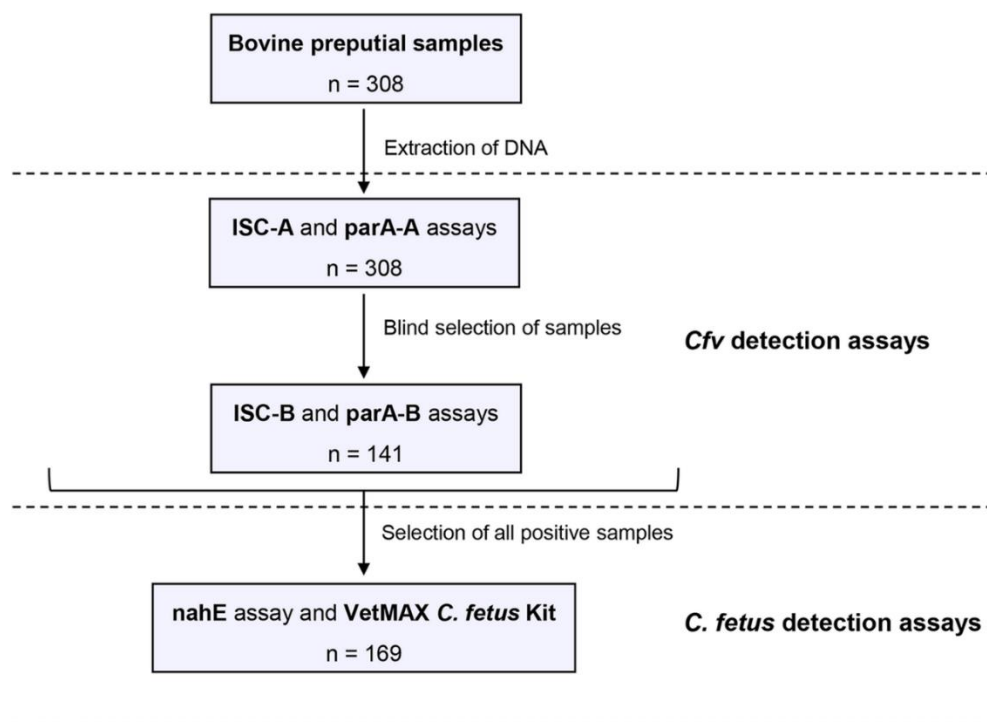 Bovine preputial samples
n = 308
Extraction of DNA
ISC-A and parA-A assays
n = 308
Blind selection of samples
Cfv detection assays
ISC-B and parA-B assays
n = 141
Selection of all positive samples
nahE assay and VetMAX C. fetus Kit
n = 169
C. fetus detection assays